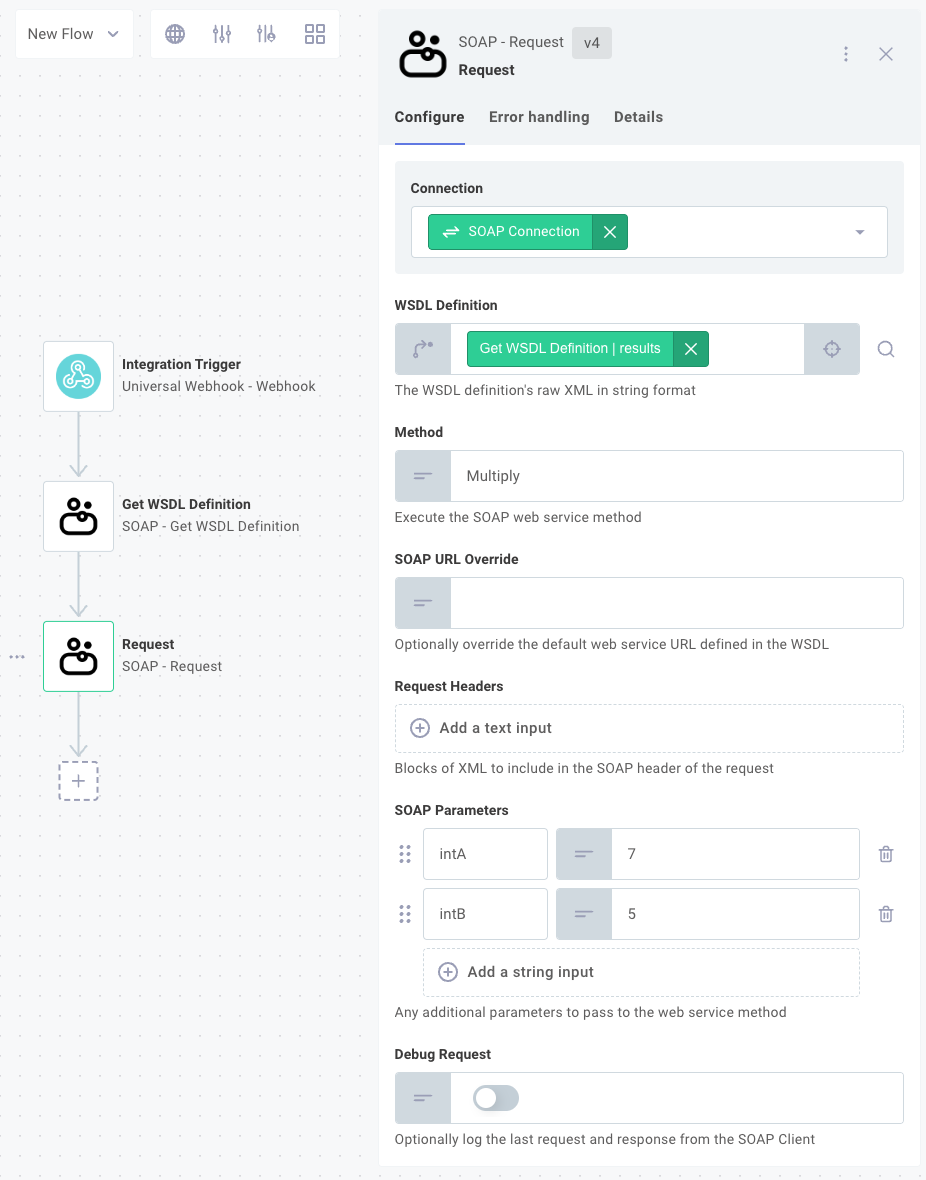 New Flow
Integration Trigger
Universal Webhook - Webhook
Get WSDL Definition
SOAP - Get WSDL Definition
Request
SOAP - Request
SOAP - Request v4
Request
Configure Error handling Details
Connection
SOAP Connection
WSDL Definition
Get WSDL Definition | results
The WSDL definition's raw XML in string format
Method
Multiply
Execute the SOAP web service method
SOAP URL Override
Optionally override the default web service URL defined in the WSDL
Request Headers
Add a text input
Blocks of XML to include in the SOAP header of the request
SOAP Parameters
intA 7
intB 5
Add a string input
Any additional parameters to pass to the web service method
Debug Request
Optionally log the last request and response from the SOAP Client